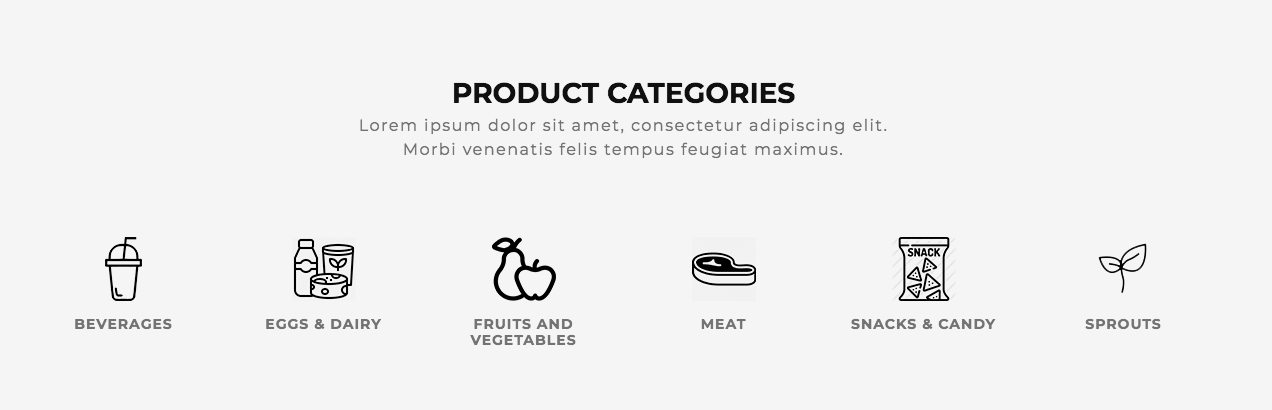 PRODUCT CATEGORIES
Lorem ipsum dolor sit amet, consectetur adipiscing elit.
Morbi venenatis felis tempus feugiat maximus.
SNACK
BEVERAGES
EGGS & DAIRY
FRUITS AND
VEGETABLES
MEAT
SNACKS & CANDY
SPROUTS